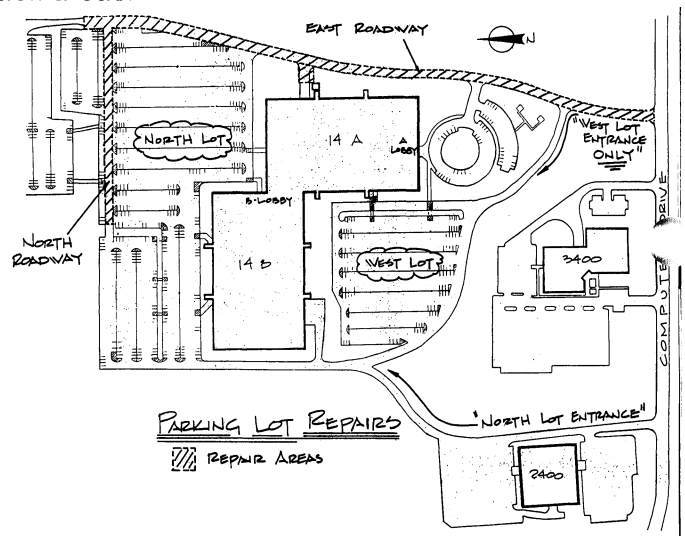 EAST ROADWAY
N
NORTH LOT
14 A
A
LOBBY
"WEST LOT
ENTRANCE
ONLY"
B-LOBBY
NORTH
ROADWAY
14 B
WEST LOT
3400
DRIVE
COMPUTE
PARKING LOT REPAIRS
REPAIR AREAS
"NORTH LOT ENTRANCE"
2400